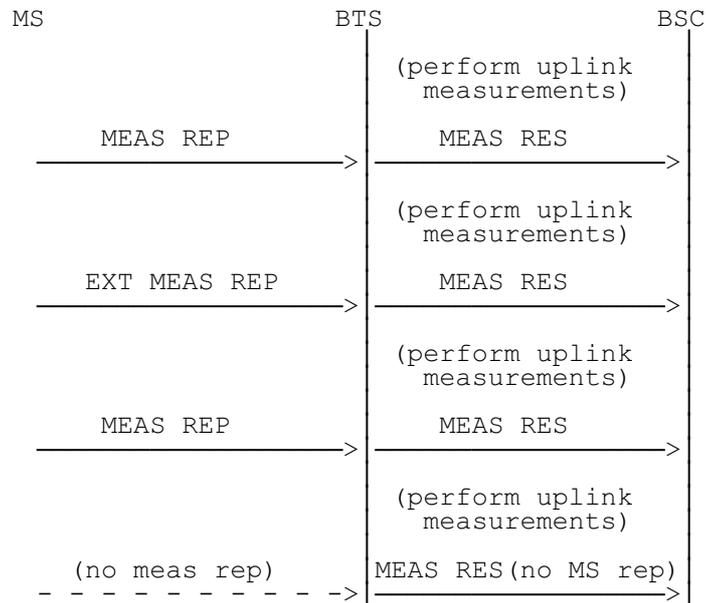 MS BTS BSC
(perform uplink
measurements)
MEAS REP MEAS RES
(perform uplink
measurements)
EXT MEAS REP MEAS RES
(perform uplink
measurements)
MEAS REP MEAS RES
(perform uplink
measurements)
(no meas rep) MEAS RES(no MS rep)